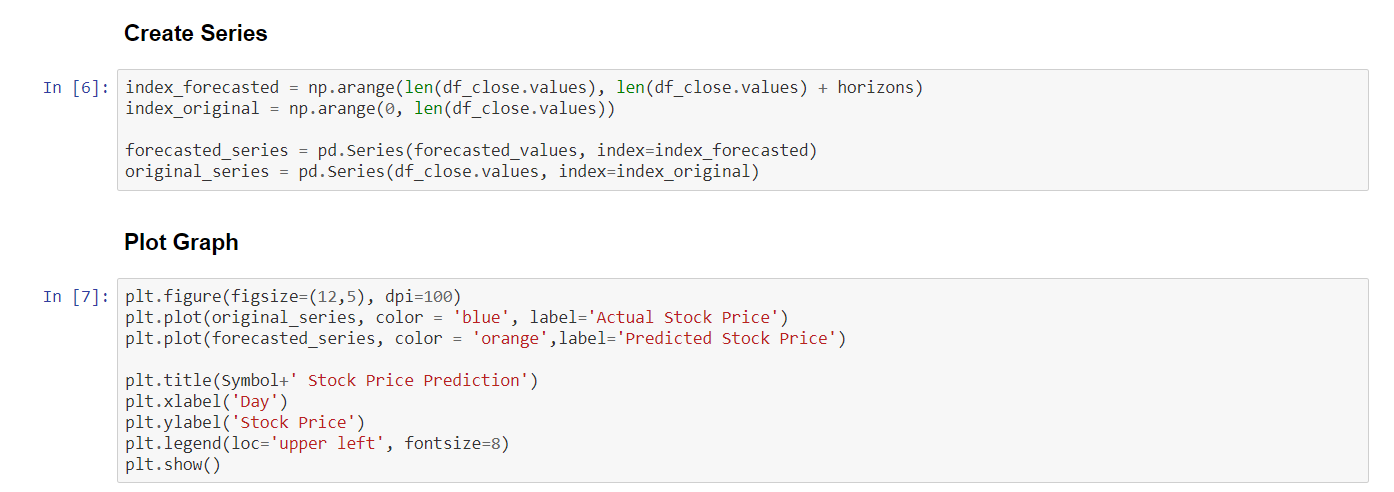 Create Series
In [6]: index_forecasted = np.arange(len(df_close.values), len(df_close.values) + horizons)
index_original = np.arange(0, len(df_close.values))
forecasted_series = pd.Series(forecasted_values, index=index_forecasted)
original_series = pd.Series(df_close.values, index=index_original)
Plot Graph
In [7]: plt.figure(figsize=(12,5), dpi=100)
plt.plot(original_series, color = 'blue', label='Actual Stock Price')
plt.plot(forecasted_series, color = 'orange',label='Predicted Stock Price')
plt.title(Symbol+' Stock Price Prediction')
plt.xlabel('Day')
plt.ylabel('Stock Price')
plt.legend(loc='upper left', fontsize=8)
plt.show()